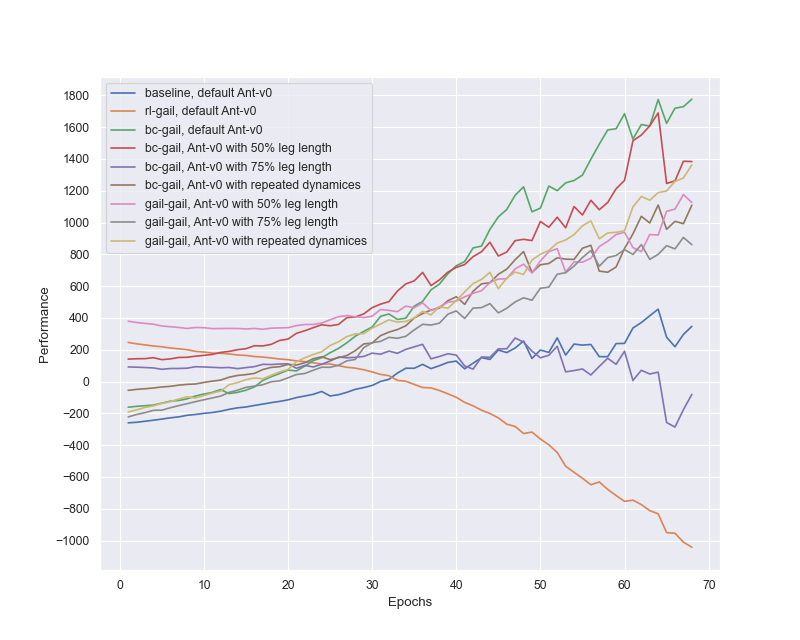 baseline, default Ant-v0
rl-gail, default Ant-v0
bc-gail, default Ant-v0
bc-gail, Ant-v0 with 50% leg length
bc-gail, Ant-v0 with 75% leg length
bc-gail, Ant-v0 with repeated dynamices
gail-gail, Ant-v0 with 50% leg length
gail-gail, Ant-v0 with 75% leg length
gail-gail, Ant-v0 with repeated dynamices
1800
1600
1400
1200
1000
800
600
400
200
0
−200
−400
−600
−800
−1000
Performance
0 10 20 30 40 50 60 70
Epochs